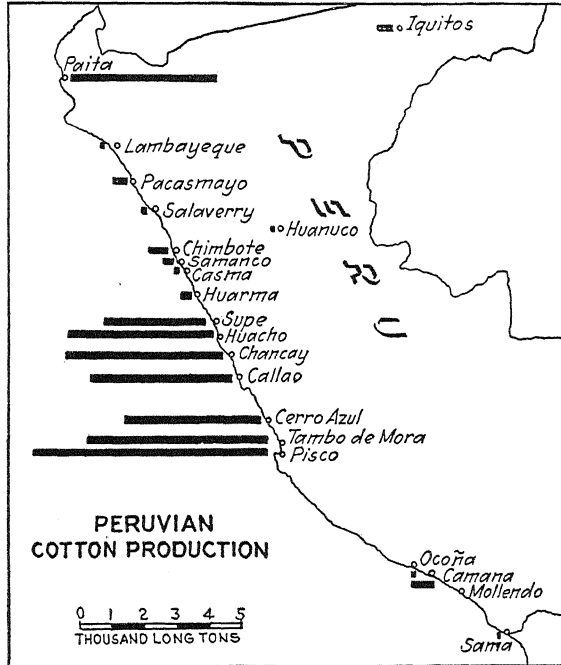 Iquitos
Paita
Lambayeque
Pacasmayo
Salaverry
Huanuco
Chimbote
Samanco
Casma
Huarma
Supe
Huacho
Chancay
Callao
Cerro Azul
Tambo de Mora
Pisco
PERUVIAN
COTTON PRODUCTION
Ocoña
Camana
Mollendo
0 1 2 3 4 5
THOUSAND LONG TONS
Sama
PERU